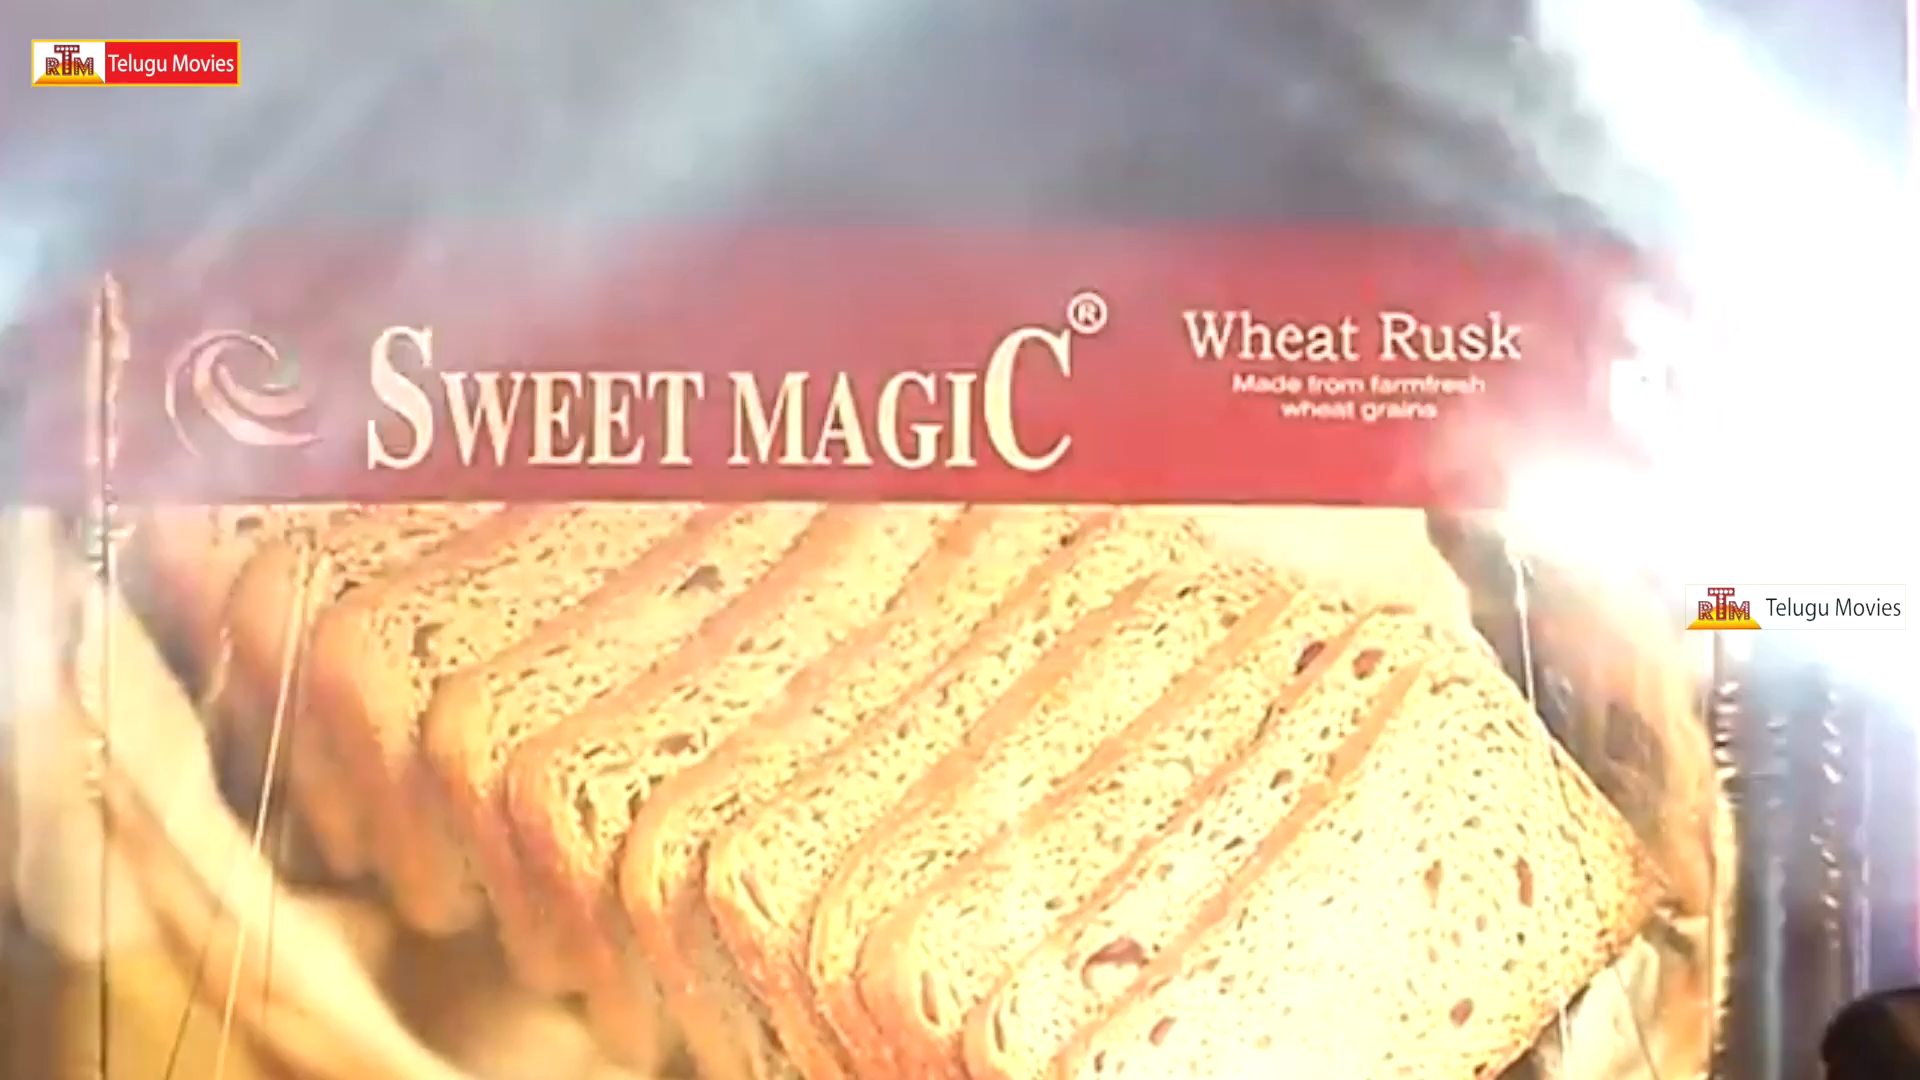 RTM Telugu Movies
SWEET MAGIC®
Wheat Rusk
Made from farmfresh
wheat grains
RTM Telugu Movies